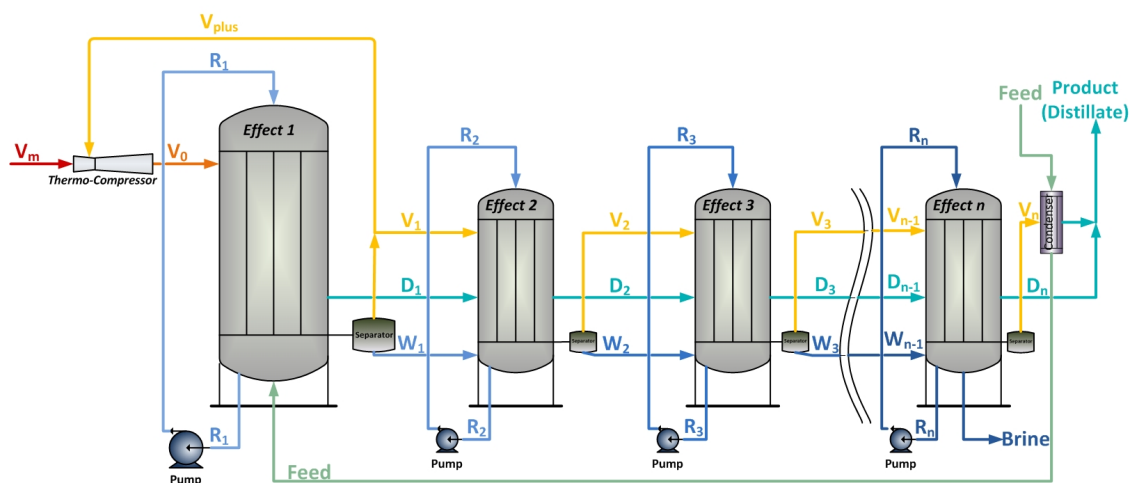 V_plus
R_1
Effect 1
V_m
V_0
Thermo-Compressor
R_2
Effect 2
R_3
Effect 3
R_n
Effect n
Feed
Product
(Distillate)
V_1
V_2
V_3
V_n-1
V_n
Condenser
D_1
D_2
D_3
D_n-1
D_n
Separator
Separator
Separator
Separator
W_1
W_2
W_3
W_n-1
R_1
R_2
R_3
R_n
Brine
Pump
Pump
Pump
Pump
Feed